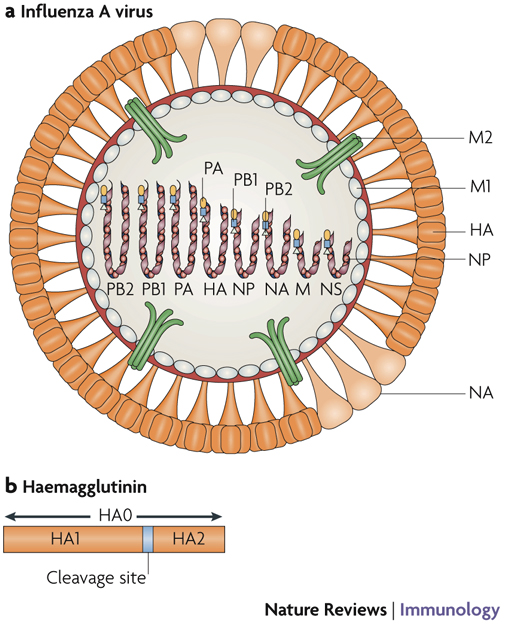 a Influenza A virus
M2
PA
PB1
M1
PB2
HA
NP
PB2 PB1 PA HA NP NA M NS
NA
b Haemagglutinin
HA0
HA1 HA2
Cleavage site
Nature Reviews | Immunology